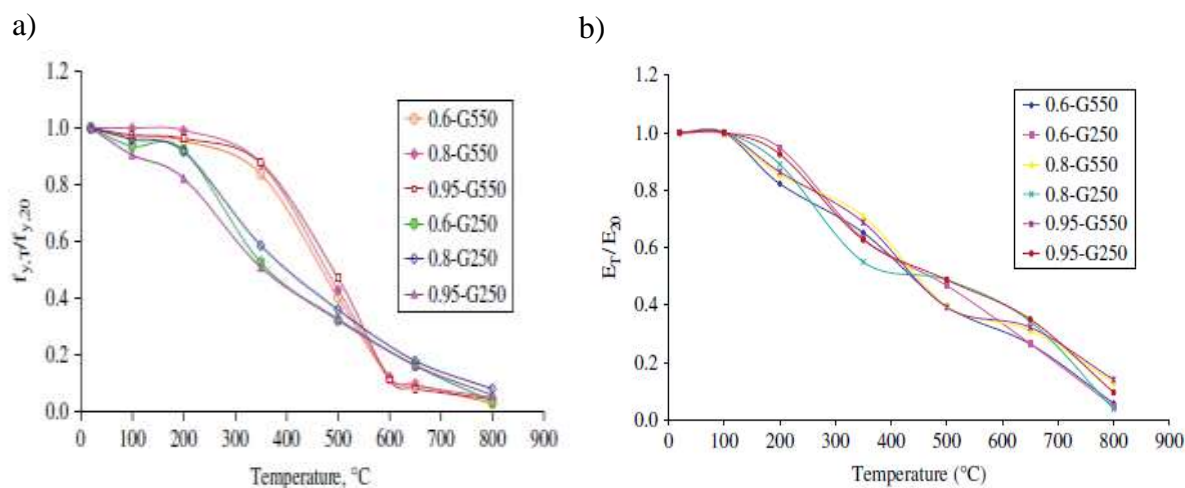 a)
b)
f_y,T/f_y,20
1.2
1.0
0.8
0.6
0.4
0.2
0.0
0 100 200 300 400 500 600 700 800 900
Temperature, °C
0.6-G550
0.8-G550
0.95-G550
0.6-G250
0.8-G250
0.95-G250
E_T/E_20
1.2
1.0
0.8
0.6
0.4
0.2
0.0
0 100 200 300 400 500 600 700 800 900
Temperature (°C)
0.6-G550
0.6-G250
0.8-G550
0.8-G250
0.95-G550
0.95-G250